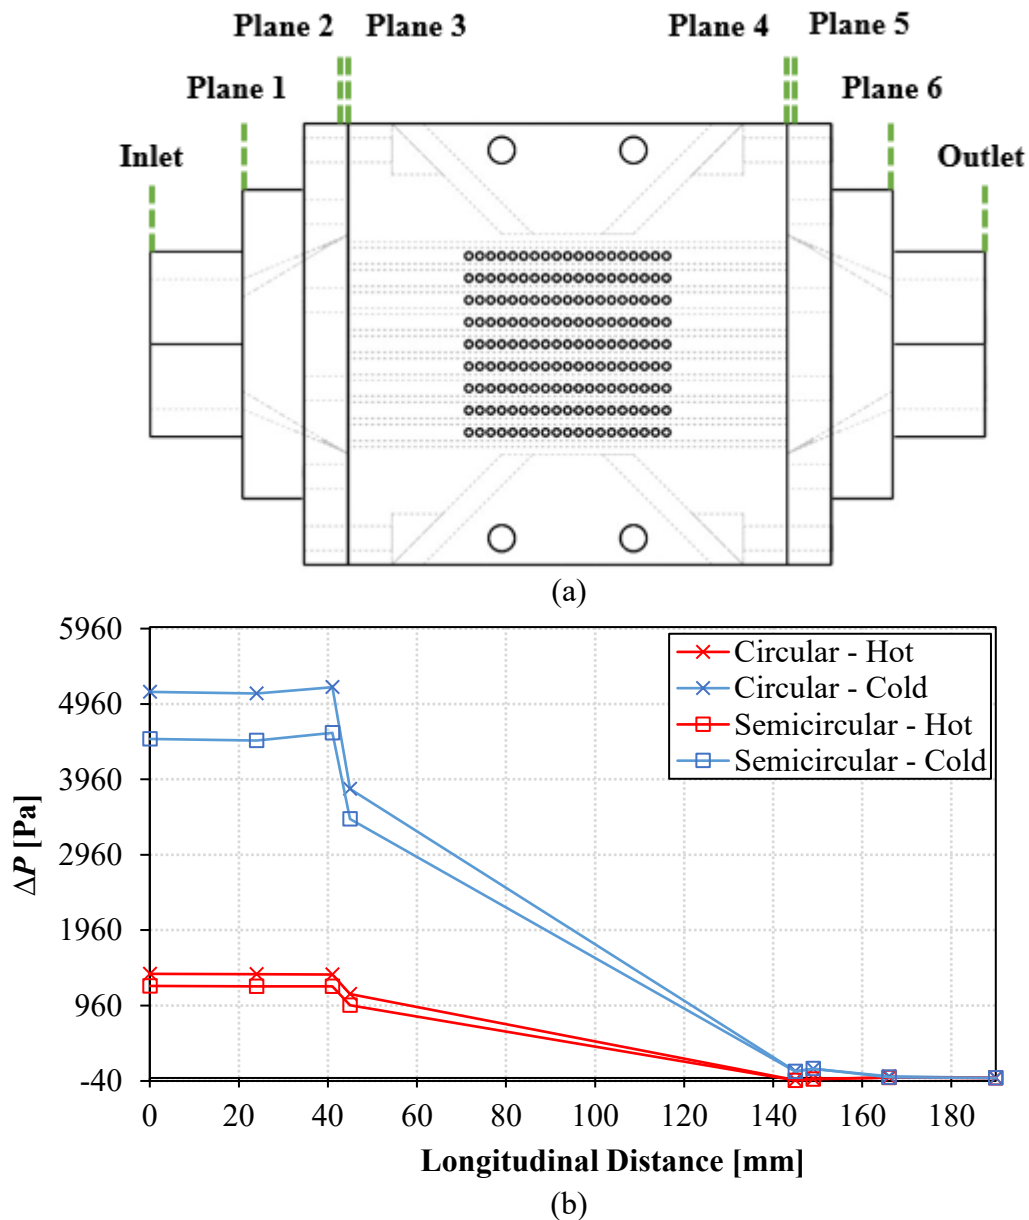 Plane 2 Plane 3 Plane 4 Plane 5
Plane 1 Plane 6
Inlet Outlet
(a)
5960
4960
3960
2960
1960
960
-40
ΔP [Pa]
Circular - Hot
Circular - Cold
Semicircular - Hot
Semicircular - Cold
0 20 40 60 80 100 120 140 160 180
Longitudinal Distance [mm]
(b)